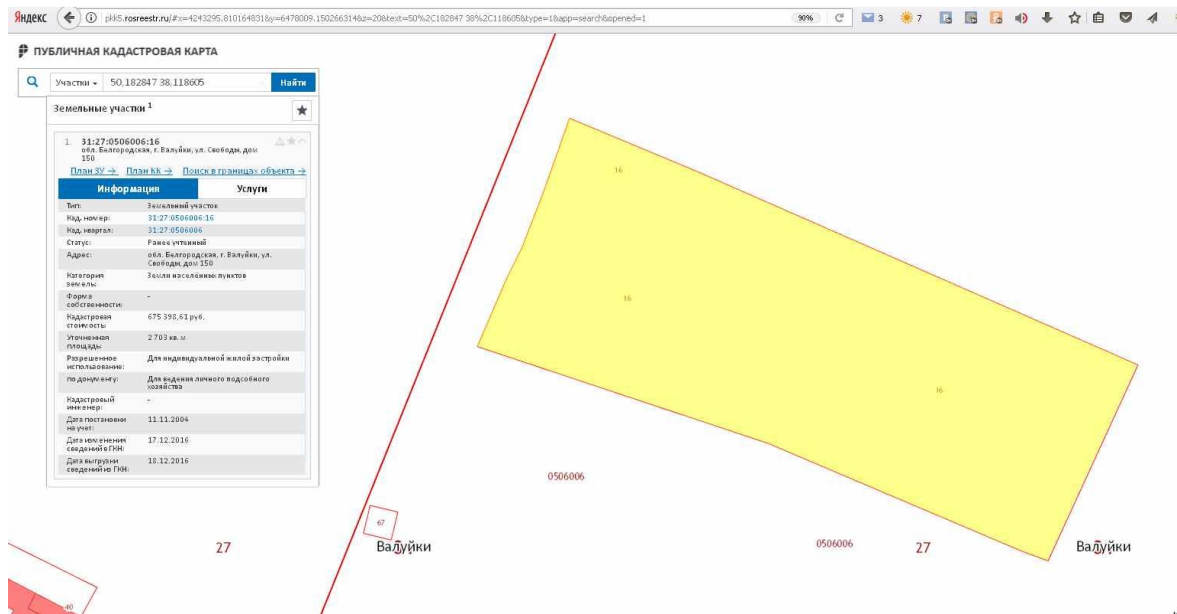 Яндекс
pkk5.rosreestr.ru/#x=4243295.810164831&y=6478009.150266314&z=20&text=50%2C182847 38%2C118605&type=1&app=search&opened=1
90% C 3 7
ПУБЛИЧНАЯ КАДАСТРОВАЯ КАРТА
Участки 50,182847 38,118605 Найти
Земельные участки 1
1. 31:27:0506006:16
обл. Белгородская, г. Валуйки, ул. Свободы, дом
150
План ЗУ → План КК → Поиск в границах объекта →
Информация Услуги
Тип: Земельный участок
Кад. номер: 31:27:0506006:16
Кад. квартал: 31:27:0506006
Статус: Ранее учтенный
Адрес: обл. Белгородская, г. Валуйки, ул.
Свободы, дом 150
Категория Земли населённых пунктов
земель:
Форма -
собственности:
Кадастровая 675 398,61 руб.
стоимость:
Уточненная 2 703 кв. м
площадь:
Разрешенное Для индивидуальной жилой застройки
использование:
по документу: Для ведения личного подсобного
хозяйства
Кадастровый -
инженер:
Дата постановки 11.11.2004
на учет:
Дата изменения 17.12.2016
сведений в ГКН:
Дата выгрузки 18.12.2016
сведений из ГКН:
16
16
16
0506006
67
27
Валуйки
0506006
27
Валуйки
40